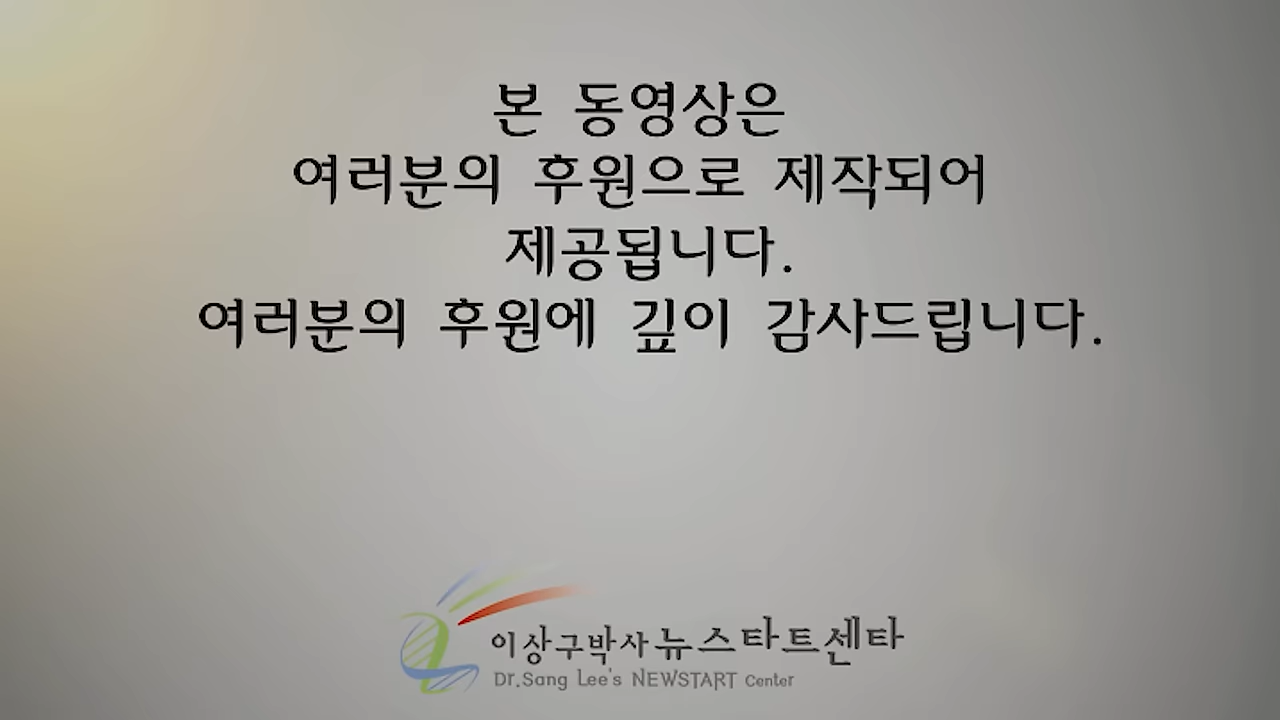 본 동영상은
여러분의 후원으로 제작되어
제공됩니다.
여러분의 후원에 깊이 감사드립니다.
이상구박사뉴스타트센타
Dr.Sang Lee's NEWSTART Center